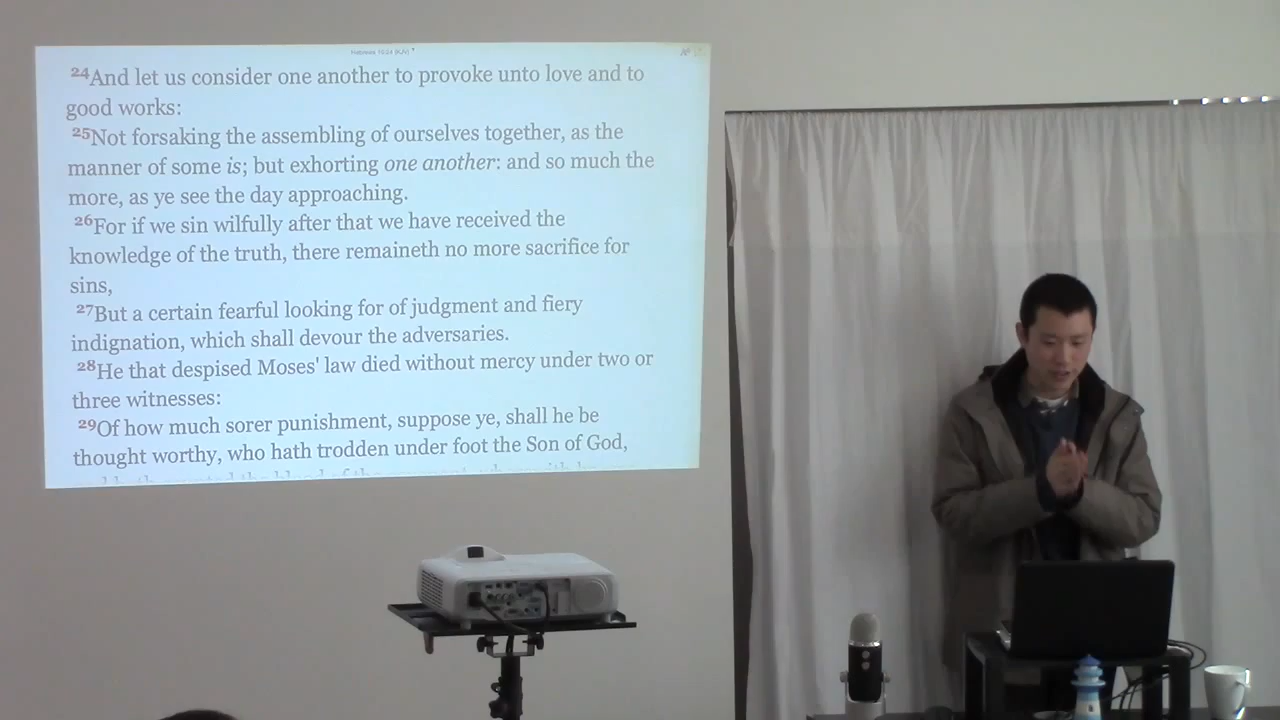 Hebrews 10:24 (KJV)
24And let us consider one another to provoke unto love and to
good works:
25Not forsaking the assembling of ourselves together, as the
manner of some is; but exhorting one another: and so much the
more, as ye see the day approaching.
26For if we sin wilfully after that we have received the
knowledge of the truth, there remaineth no more sacrifice for
sins,
27But a certain fearful looking for of judgment and fiery
indignation, which shall devour the adversaries.
28He that despised Moses' law died without mercy under two or
three witnesses:
29Of how much sorer punishment, suppose ye, shall he be
thought worthy, who hath trodden under foot the Son of God,